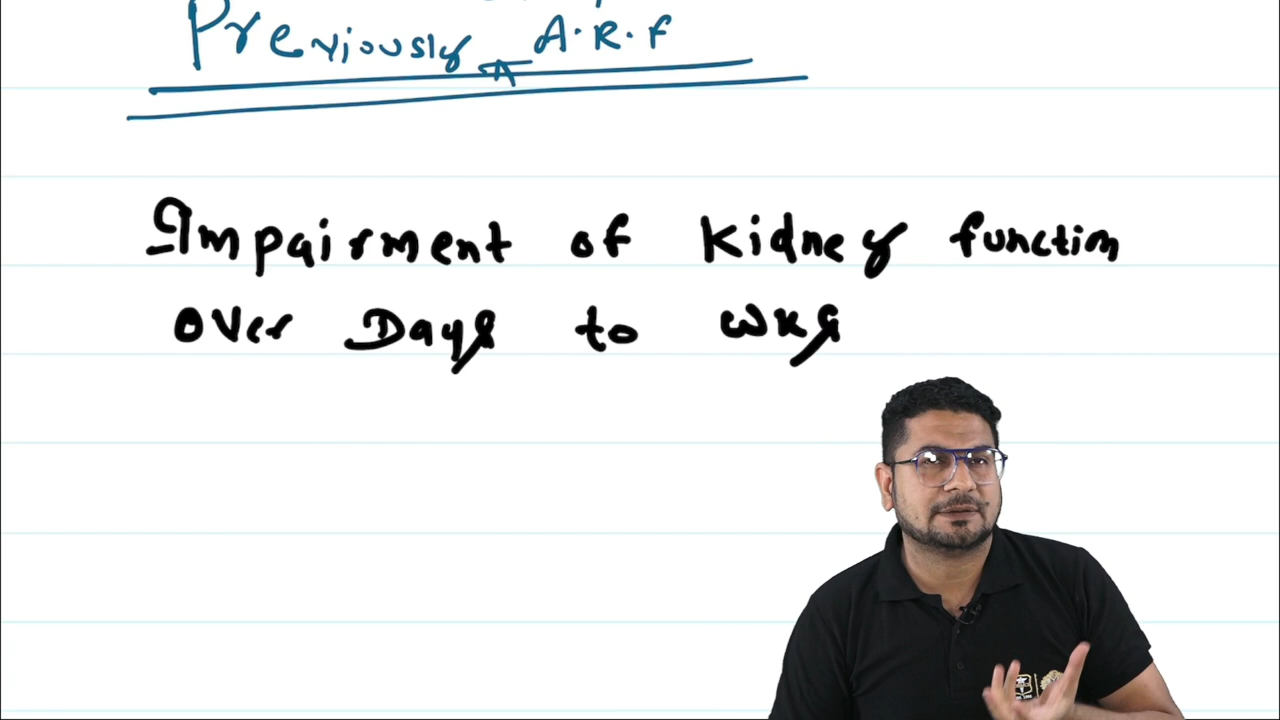 Previously A.R.F
Impairment of Kidney function
over Days to wks